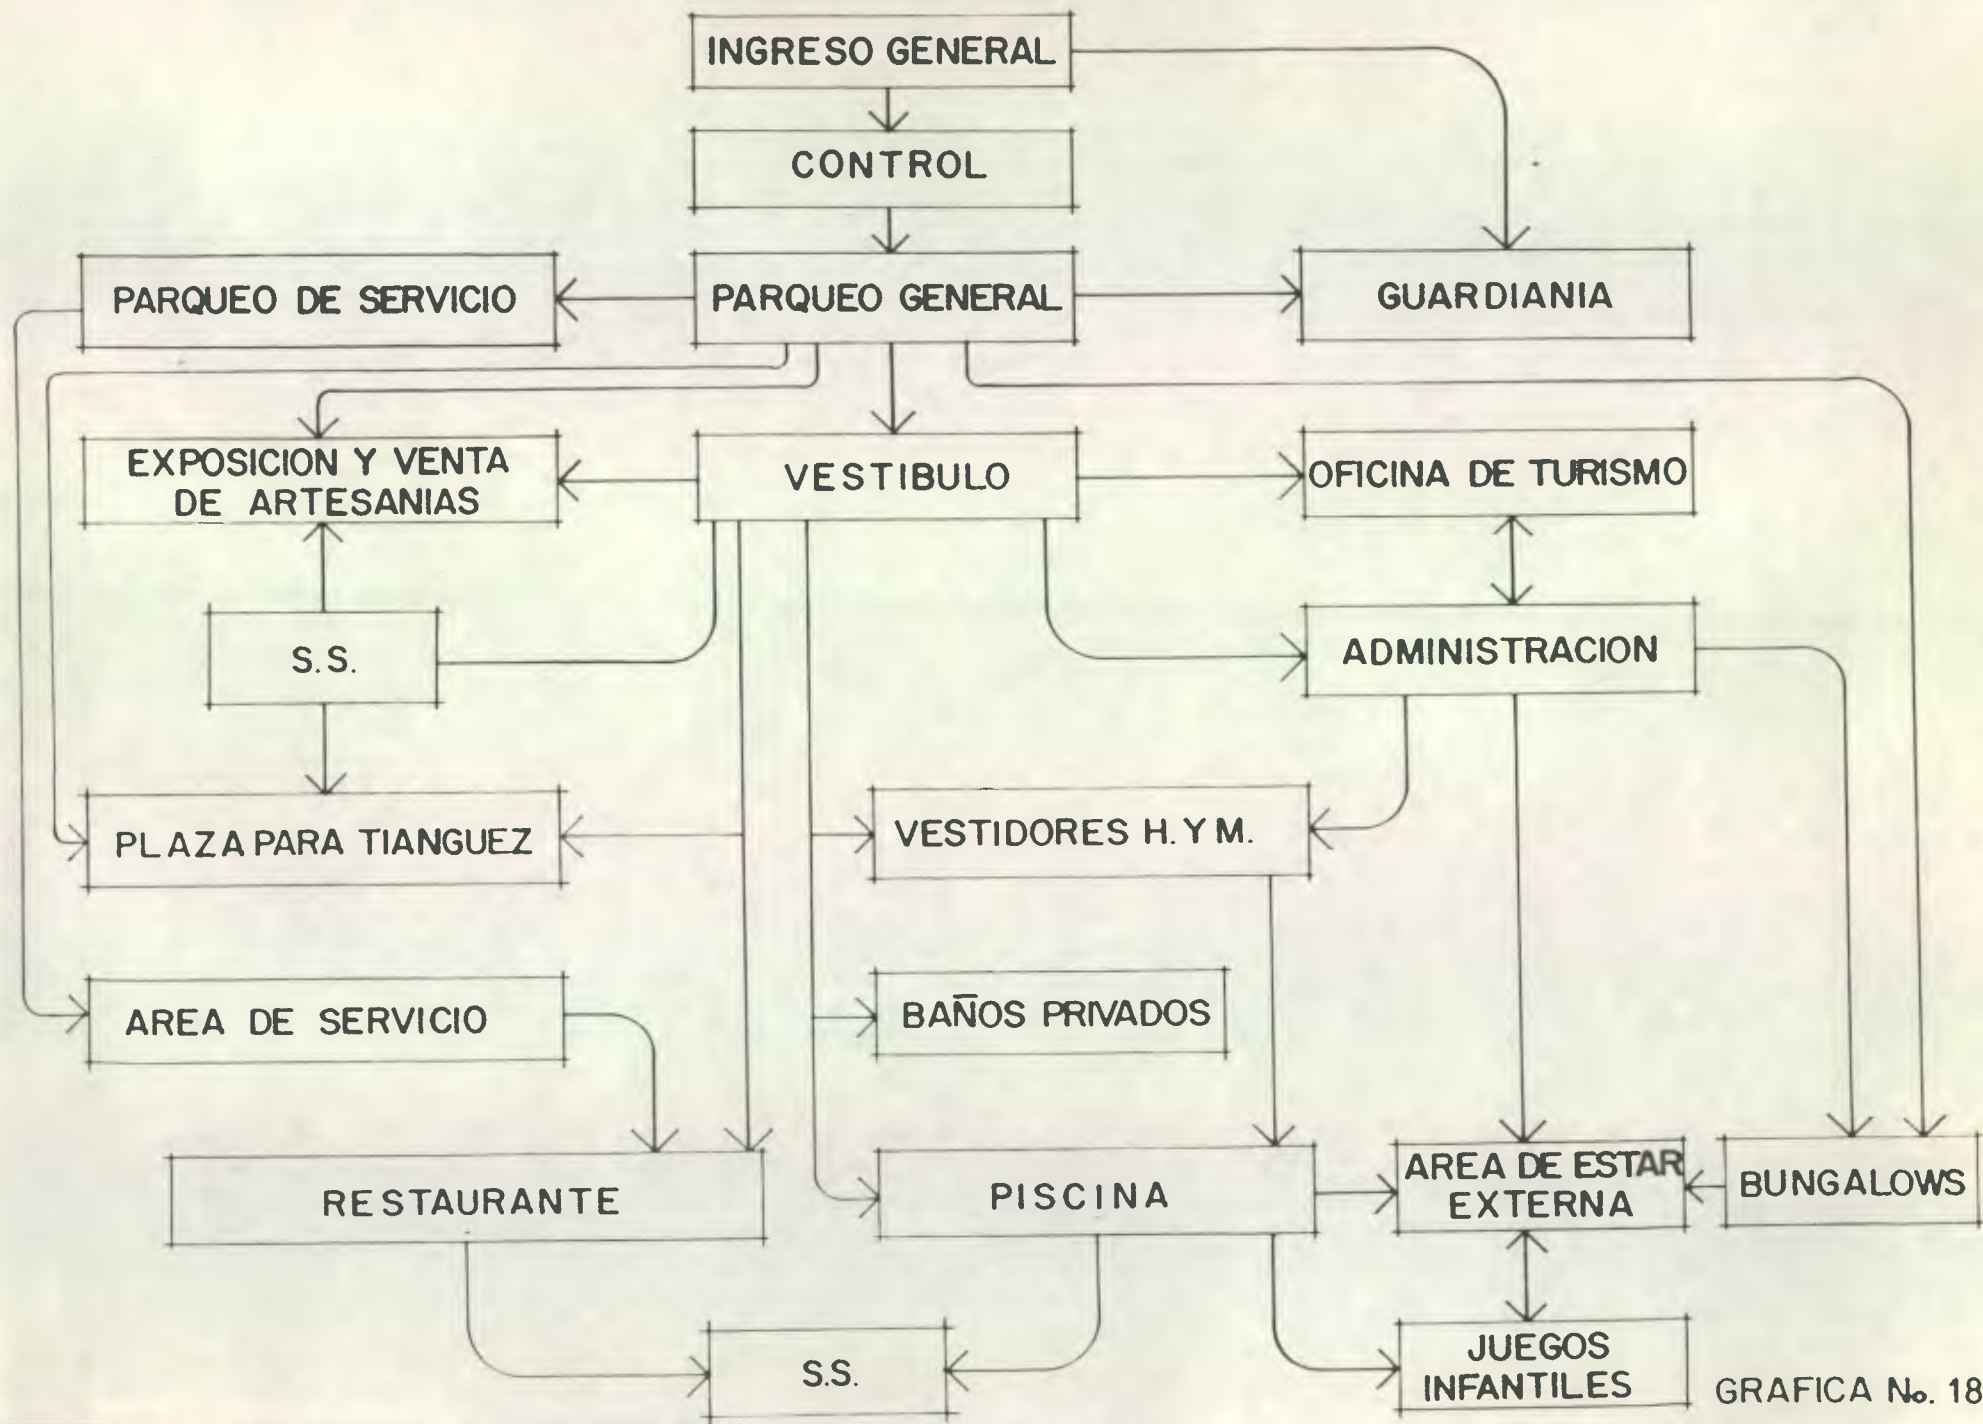 INGRESO GENERAL
CONTROL
PARQUEO DE SERVICIO
PARQUEO GENERAL
GUARDIANIA
EXPOSICION Y VENTA
DE ARTESANIAS
VESTIBULO
OFICINA DE TURISMO
S.S.
ADMINISTRACION
PLAZA PARA TIANGUEZ
VESTIDORES H. Y M.
AREA DE SERVICIO
BAÑOS PRIVADOS
RESTAURANTE
PISCINA
AREA DE ESTAR
EXTERNA
BUNGALOWS
S.S.
JUEGOS
INFANTILES
GRAFICA No. 18